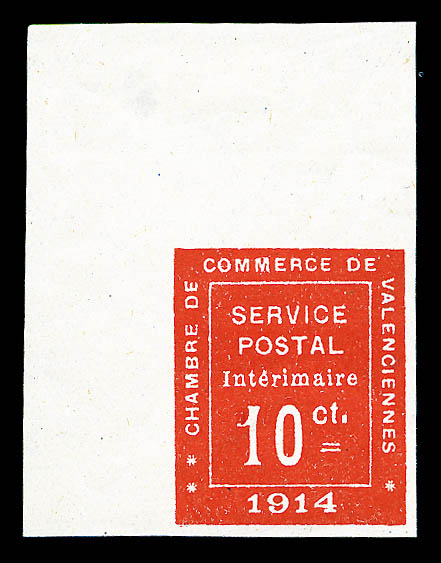 * * CHAMBRE DE COMMERCE DE VALENCIENNES *
SERVICE
POSTAL
Intérimaire
10 ct.
1914